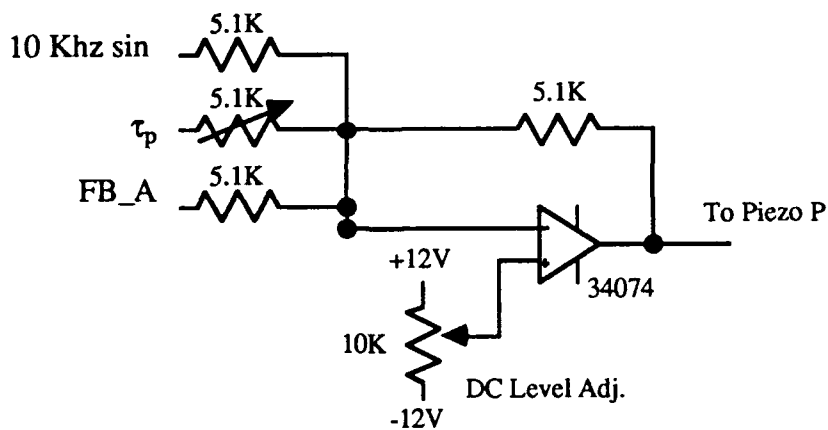 5.1K
10 Khz sin
5.1K
5.1K
τp
5.1K
FB_A
To Piezo P
-
+
+12V
34074
10K
DC Level Adj.
-12V